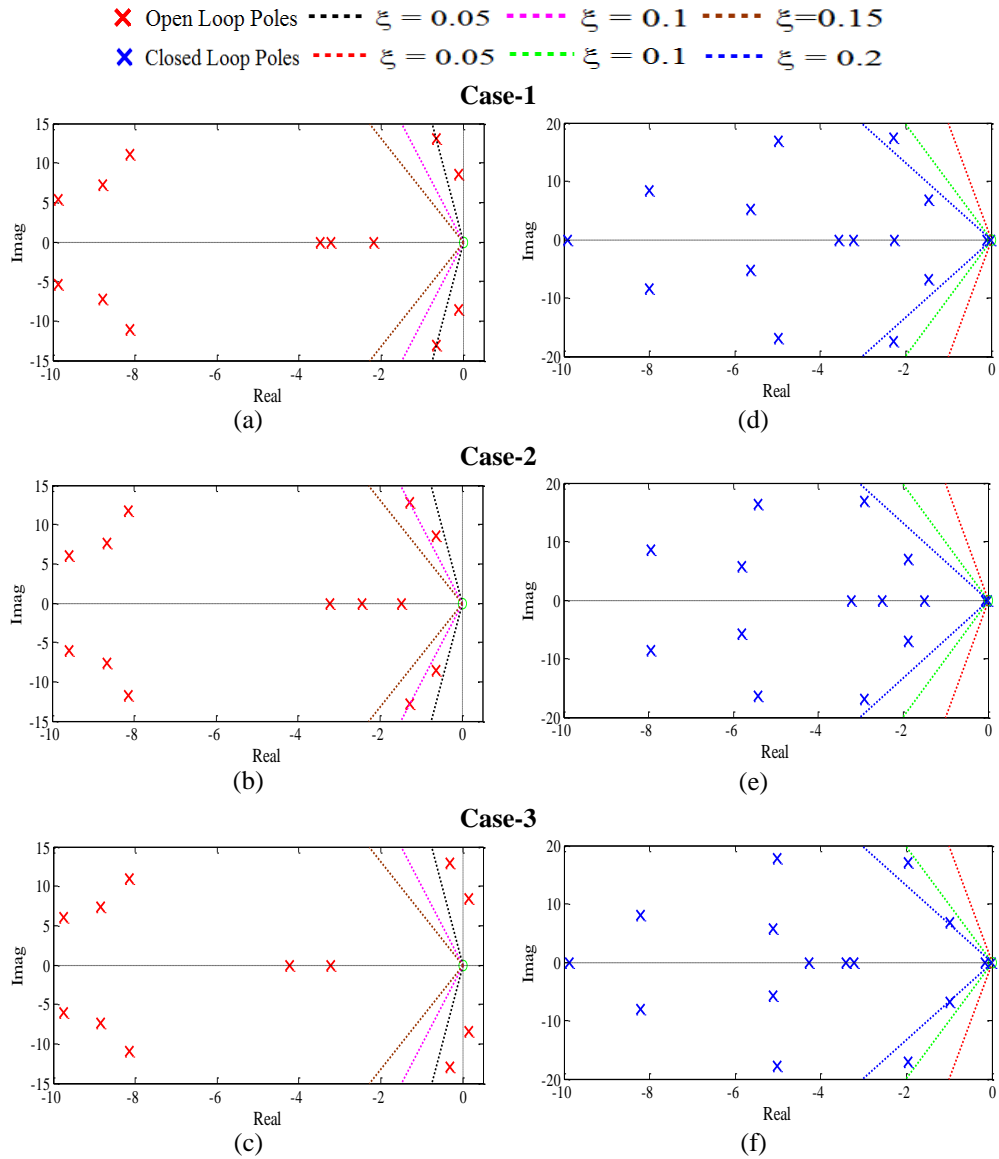 Open Loop Poles ξ = 0.05 ξ = 0.1 ξ=0.15
Closed Loop Poles ξ = 0.05 ξ = 0.1 ξ = 0.2
Case-1
15
10
5
0
-5
-10
-15
Imag
-10 -8 -6 -4 -2 0
Real
(a)
20
10
0
-10
-20
Imag
-10 -8 -6 -4 -2 0
Real
(d)
Case-2
15
10
5
0
-5
-10
-15
Imag
-10 -8 -6 -4 -2 0
Real
(b)
20
10
0
-10
-20
Imag
-10 -8 -6 -4 -2 0
Real
(e)
Case-3
15
10
5
0
-5
-10
-15
Imag
-10 -8 -6 -4 -2 0
Real
(c)
20
10
0
-10
-20
Imag
-10 -8 -6 -4 -2 0
Real
(f)